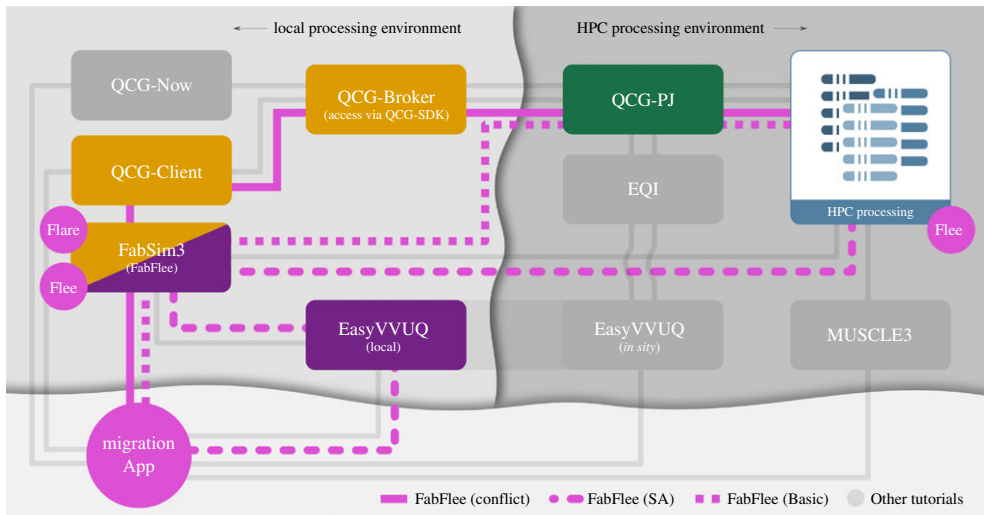 local processing environment
HPC processing environment
QCG-Now
QCG-Broker
(access via QCG-SDK)
QCG-PJ
QCG-Client
EQI
HPC processing
Flare
FabSim3
(FabFlee)
Flee
Flee
EasyVVUQ
(local)
EasyVVUQ
(in sity)
MUSCLE3
migration
App
FabFlee (conflict)
FabFlee (SA)
FabFlee (Basic)
Other tutorials